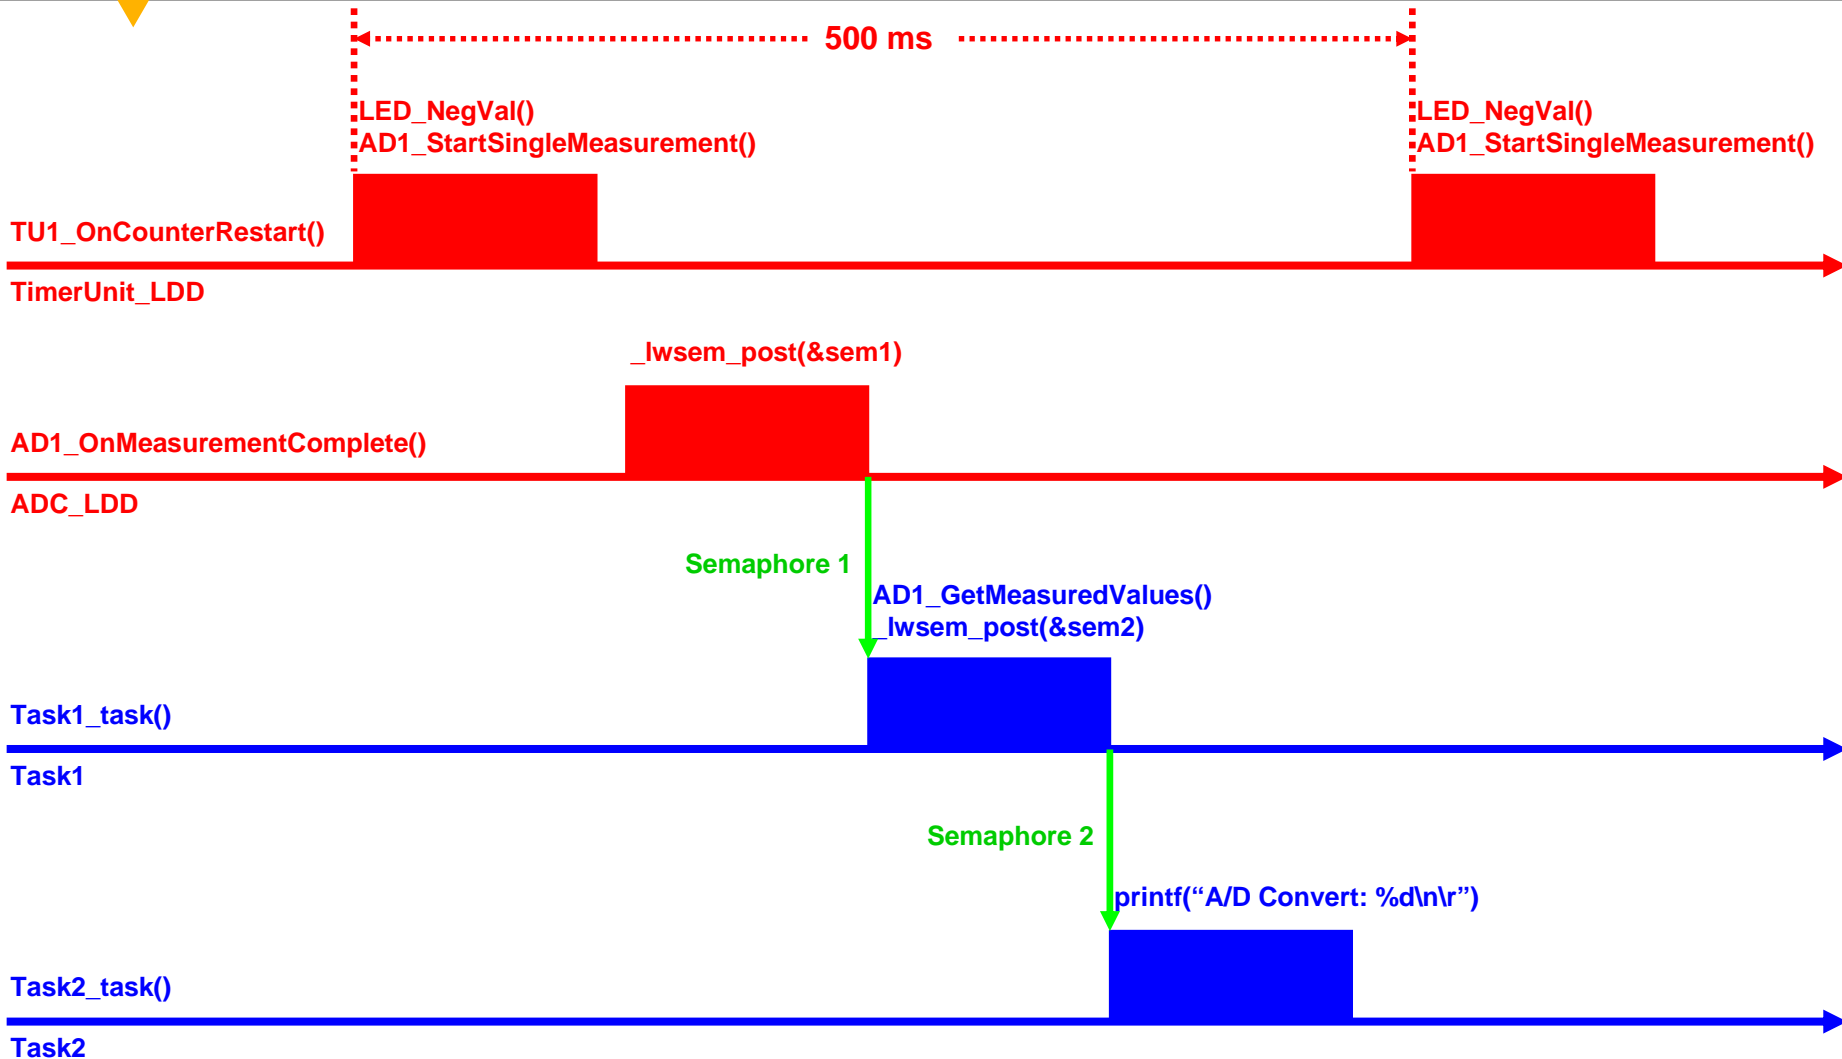 500 ms
LED_NegVal()
AD1_StartSingleMeasurement()
LED_NegVal()
AD1_StartSingleMeasurement()
TU1_OnCounterRestart()
TimerUnit_LDD
_lwsem_post(&sem1)
AD1_OnMeasurementComplete()
ADC_LDD
Semaphore 1
AD1_GetMeasuredValues()
_lwsem_post(&sem2)
Task1_task()
Task1
Semaphore 2
printf(“A/D Convert: %d\n\r”)
Task2_task()
Task2